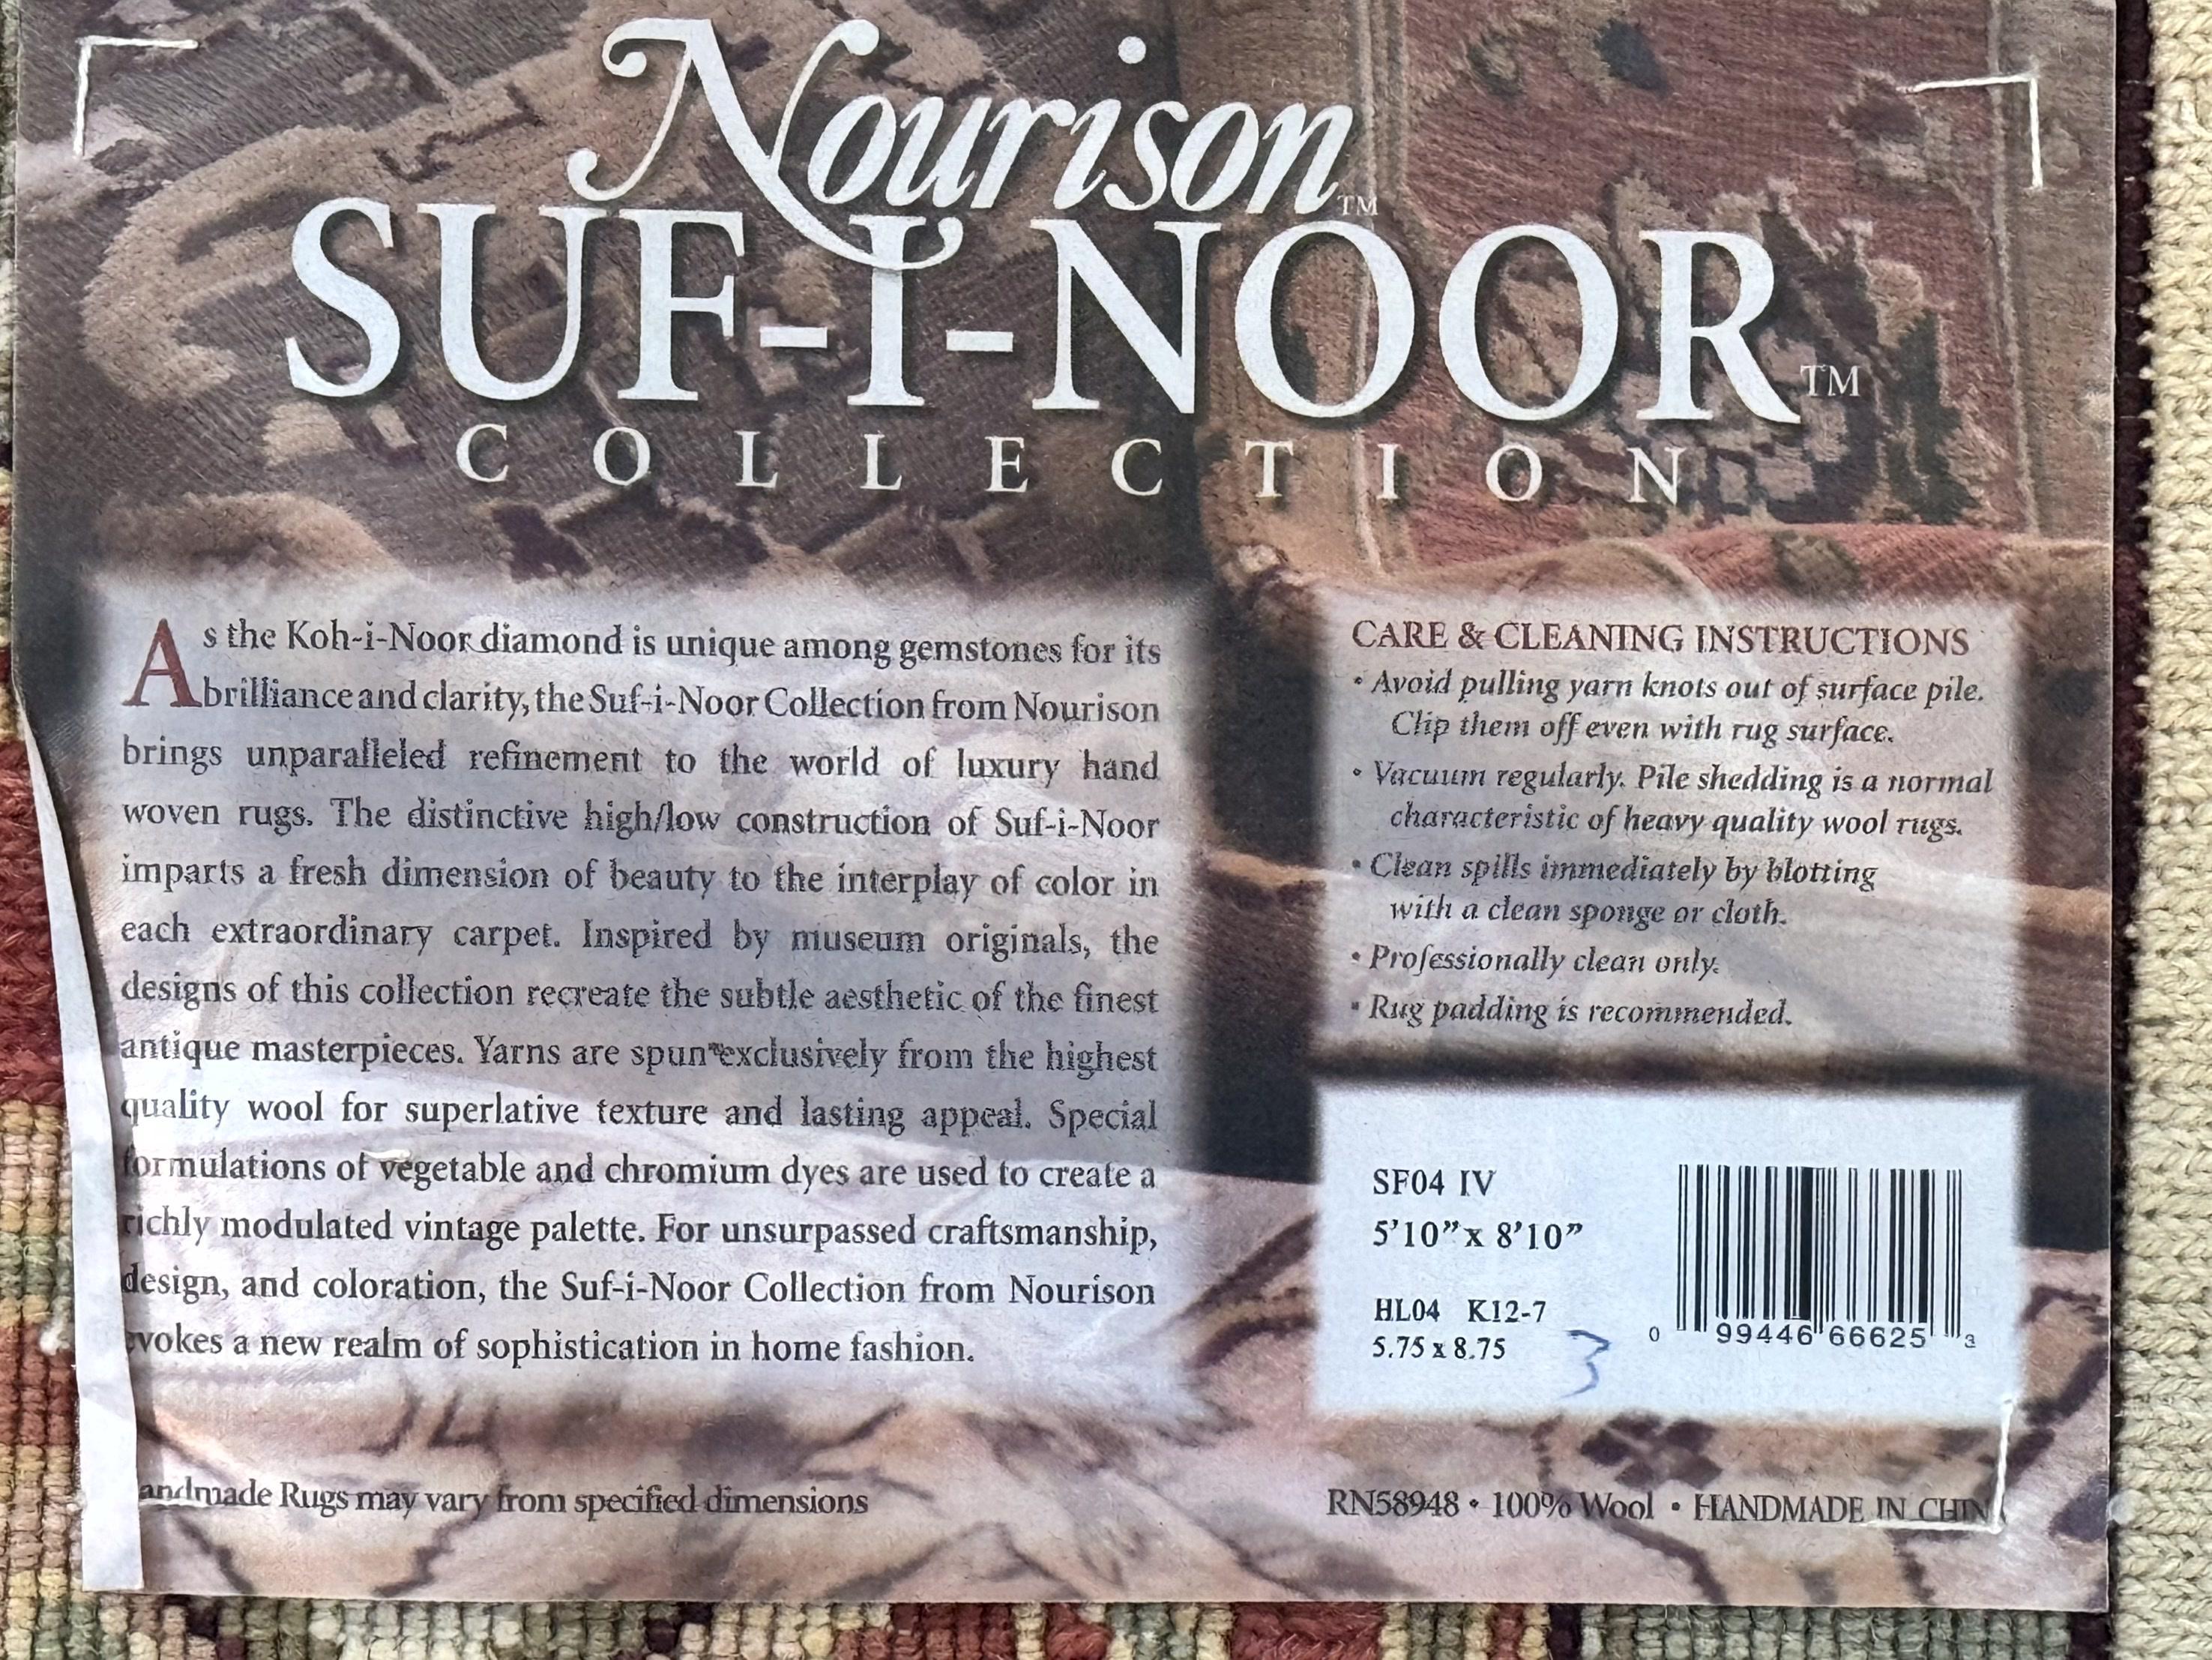 Nourison™
SUF-I-NOOR™
COLLECTION
As the Koh-i-Noor diamond is unique among gemstones for its
brilliance and clarity, the Suf-i-Noor Collection from Nourison
brings unparalleled refinement to the world of luxury hand
woven rugs. The distinctive high/low construction of Suf-i-Noor
imparts a fresh dimension of beauty to the interplay of color in
each extraordinary carpet. Inspired by museum originals, the
designs of this collection recreate the subtle aesthetic of the finest
antique masterpieces. Yarns are spun exclusively from the highest
quality wool for superlative texture and lasting appeal. Special
formulations of vegetable and chromium dyes are used to create a
richly modulated vintage palette. For unsurpassed craftsmanship,
design, and coloration, the Suf-i-Noor Collection from Nourison
evokes a new realm of sophistication in home fashion.
andmade Rugs may vary from specified dimensions
CARE & CLEANING INSTRUCTIONS
• Avoid pulling yarn knots out of surface pile.
Clip them off even with rug surface.
• Vacuum regularly. Pile shedding is a normal
characteristic of heavy quality wool rugs.
• Clean spills immediately by blotting
with a clean sponge or cloth.
• Professionally clean only.
• Rug padding is recommended.
SF04 IV
5'10" x 8'10"
HL04 K12-7
5.75 x 8.75
3
0 99446 66625 3
RN58948 • 100% Wool • HANDMADE IN CHIN